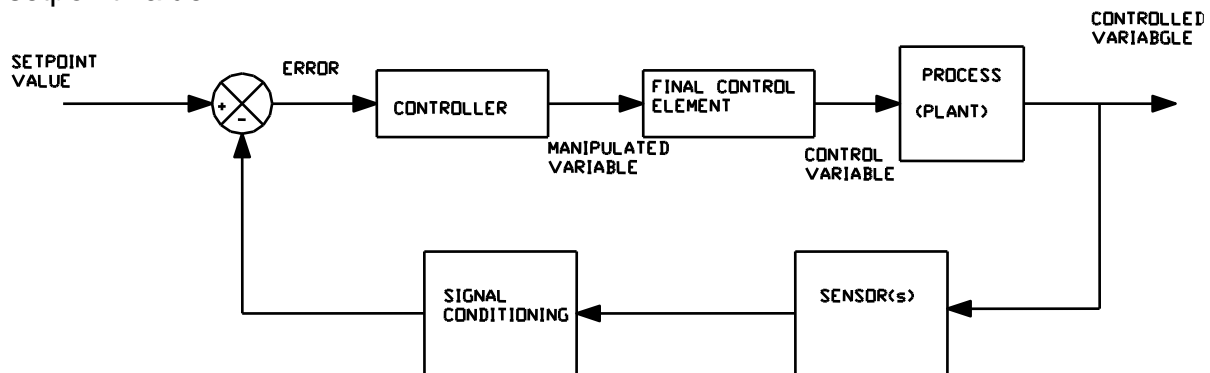 CONTROLLED
VARIABGLE
SETPOINT
VALUE
ERROR
+
-
CONTROLLER
MANIPULATED
VARIABLE
FINAL CONTROL
ELEMENT
CONTROL
VARIABLE
PROCESS
(PLANT)
SIGNAL
CONDITIONING
SENSOR(s)